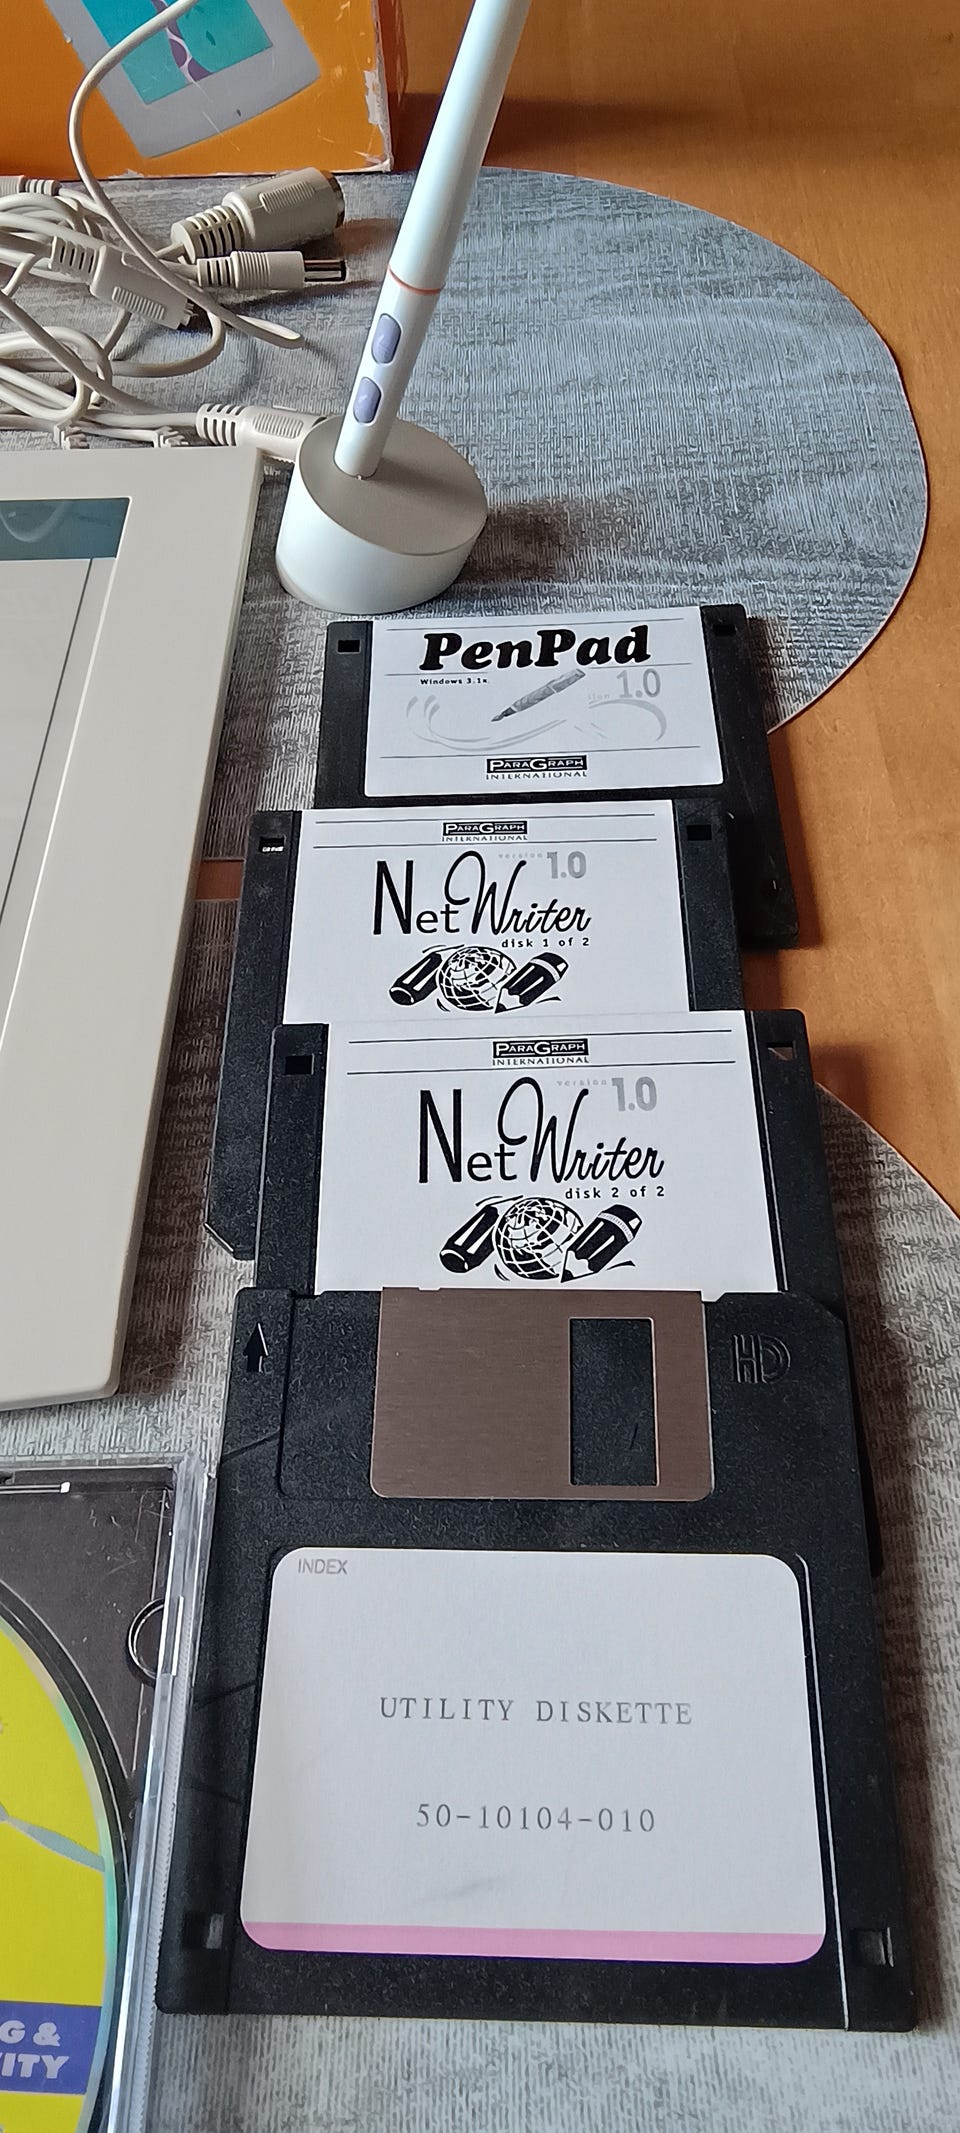 PenPad
Windows 3.1x
1.0
PARAGRAPH
INTERNATIONAL
PARAGRAPH
INTERNATIONAL
version 1.0
NetWriter
disk 1 of 2
PARAGRAPH
INTERNATIONAL
version 1.0
NetWriter
disk 2 of 2
HD
INDEX
UTILITY DISKETTE
50-10104-010
G &
ITY